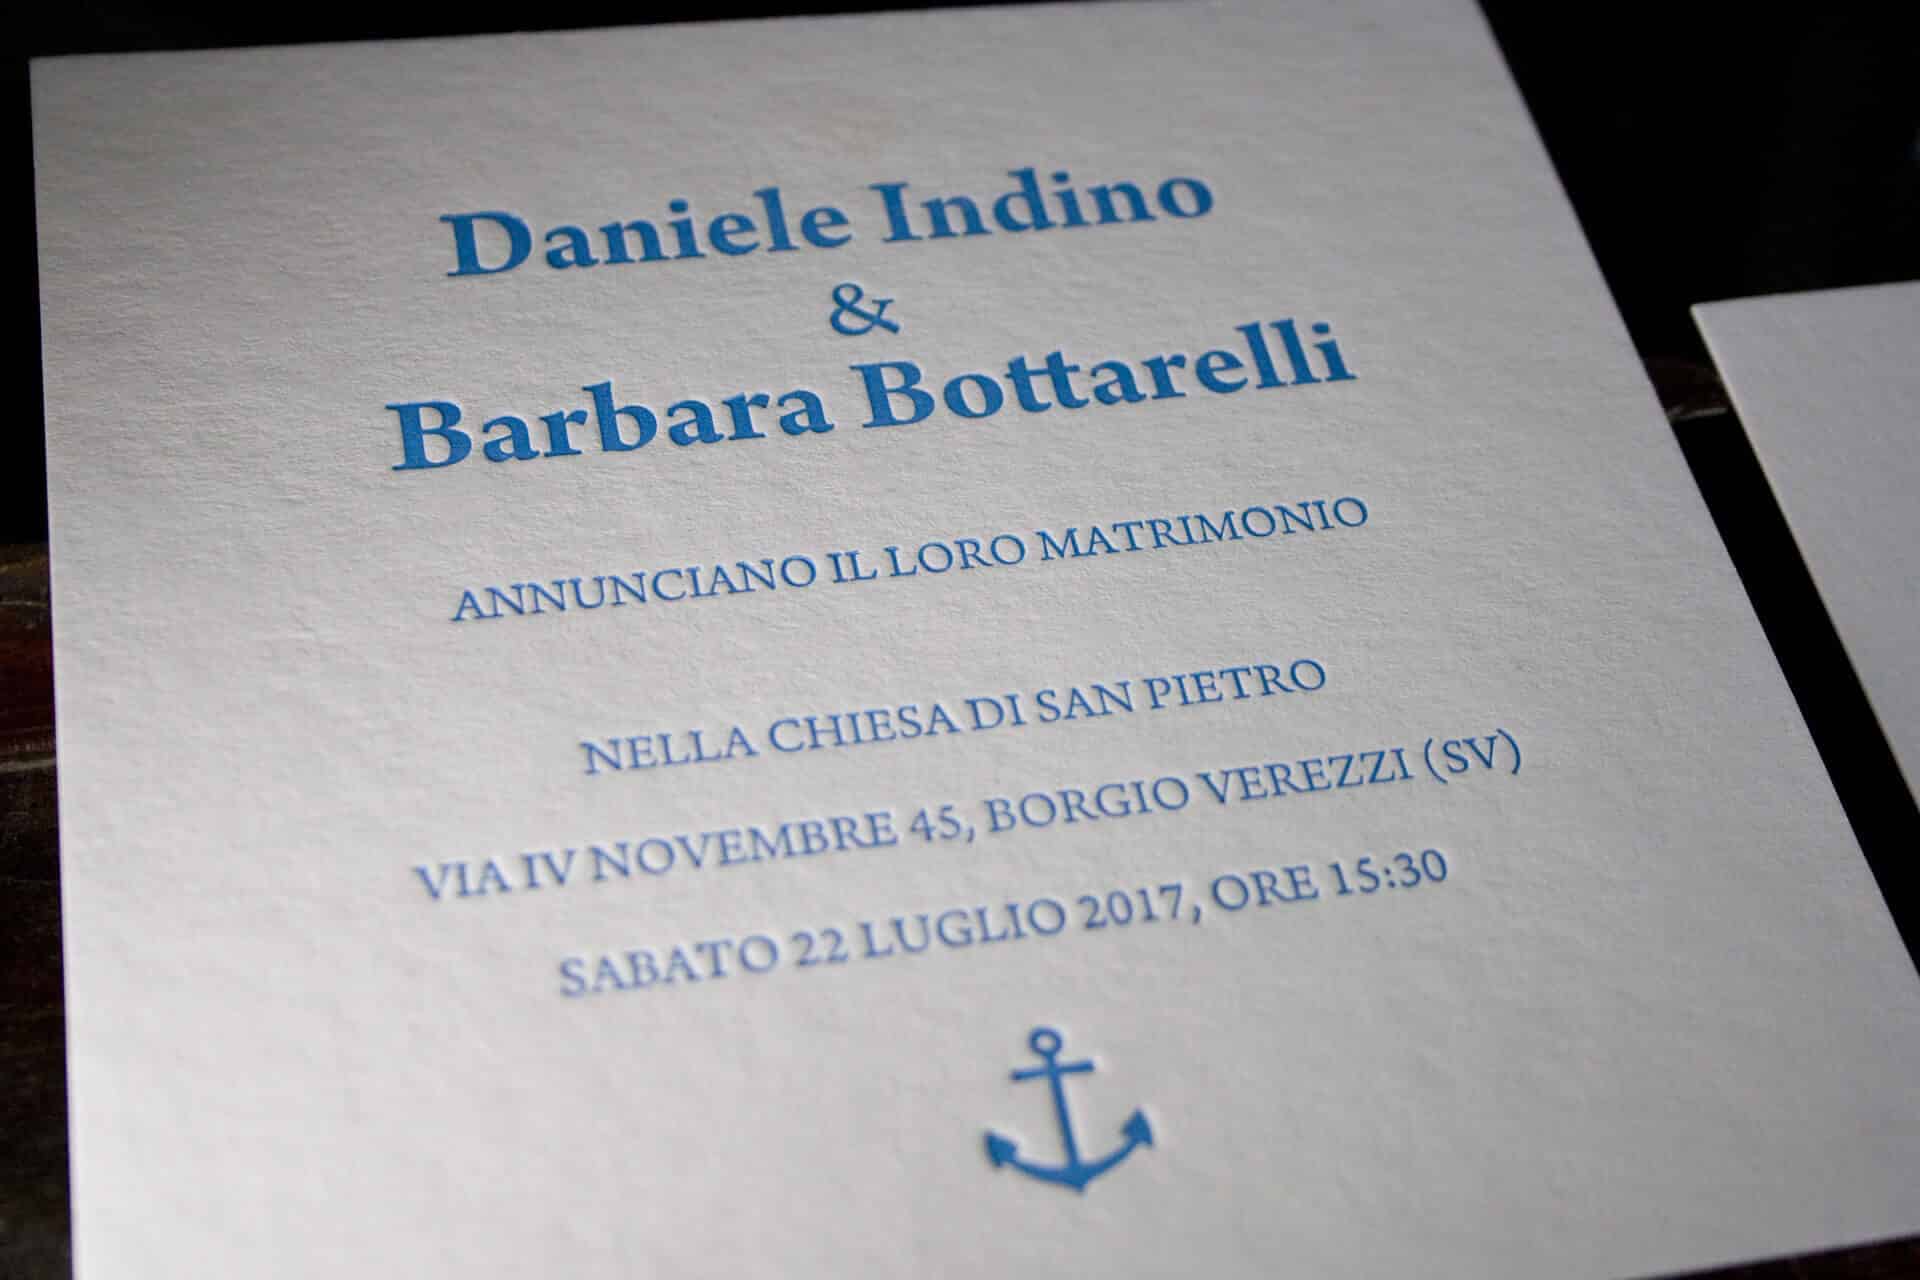 Daniele Indino
&
Barbara Bottarelli
ANNUNCIANO IL LORO MATRIMONIO
NELLA CHIESA DI SAN PIETRO
VIA IV NOVEMBRE 45, BORGIO VEREZZI (SV)
SABATO 22 LUGLIO 2017, ORE 15:30